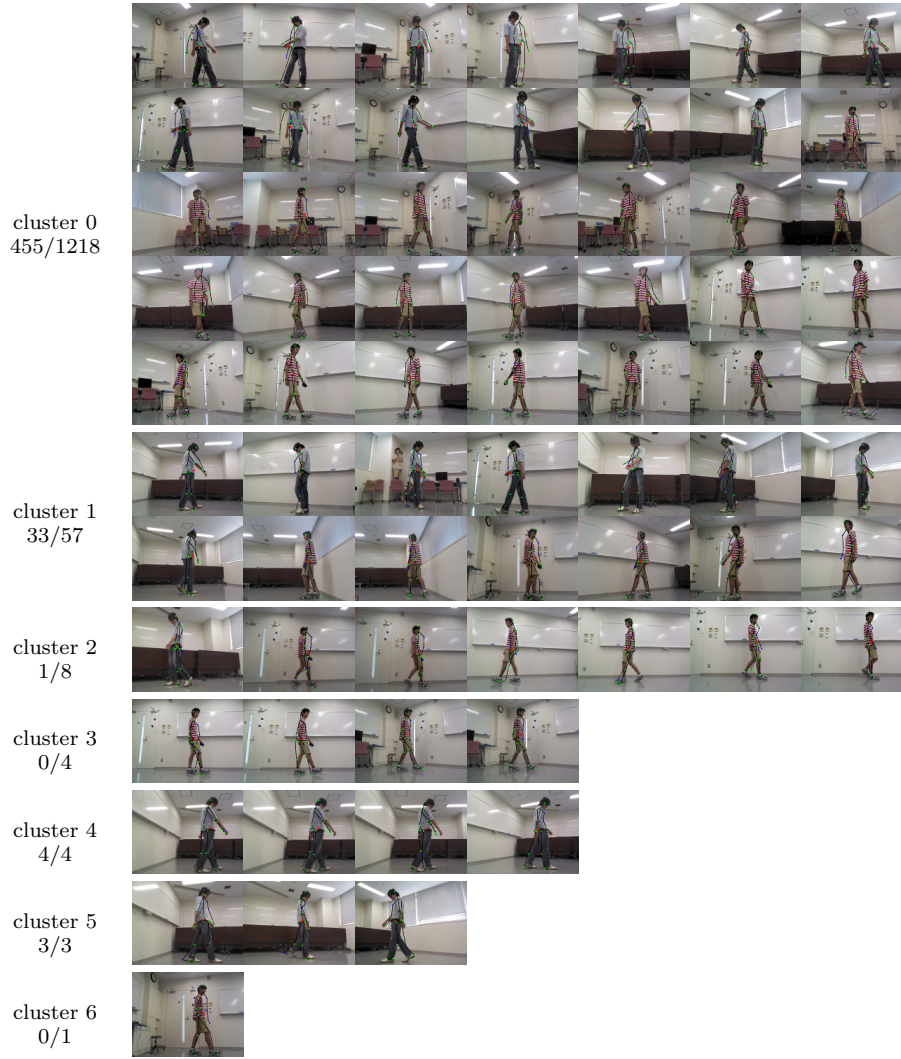 cluster 0
455/1218
cluster 1
33/57
cluster 2
1/8
cluster 3
0/4
cluster 4
4/4
cluster 5
3/3
cluster 6
0/1